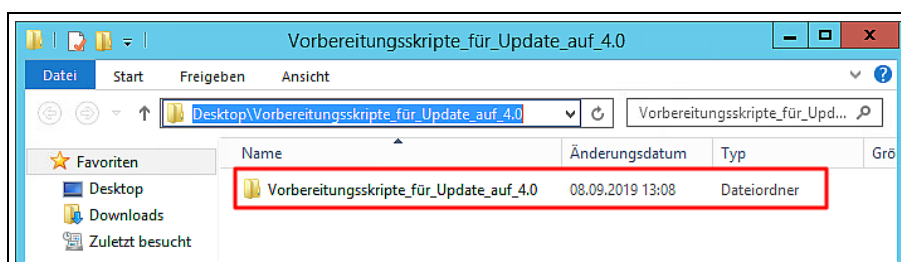 Vorbereitungsskripte_für_Update_auf_4.0
Datei Start Freigeben Ansicht
Desktop\Vorbereitungsskripte_für_Update_auf_4.0 Vorbereitungsskripte_für_Upd...
Favoriten Name Änderungsdatum Typ Grö
Desktop Vorbereitungsskripte_für_Update_auf_4.0 08.09.2019 13:08 Dateiordner
Downloads
Zuletzt besucht